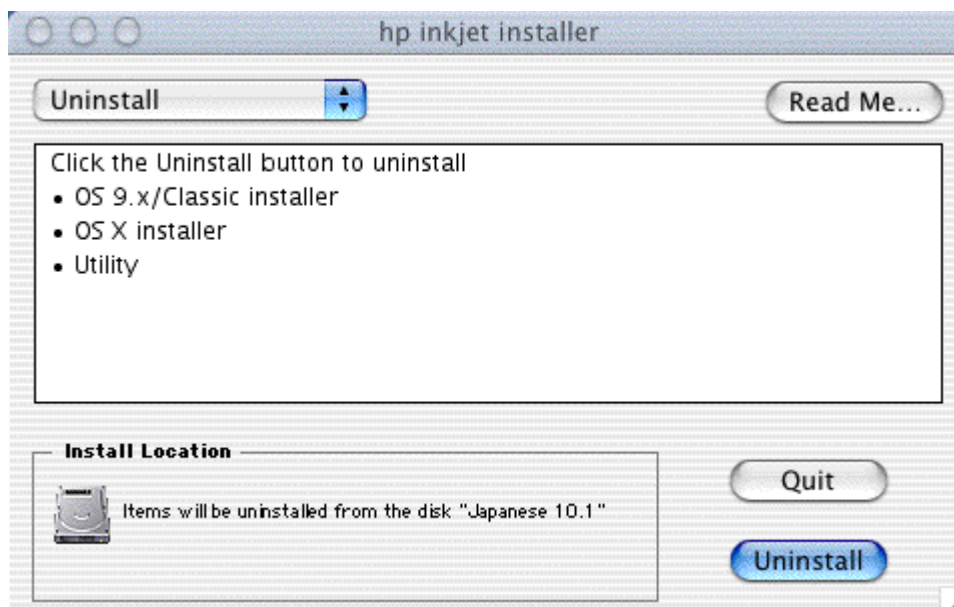 hp inkjet installer
Uninstall
Read Me...
Click the Uninstall button to uninstall
• OS 9.x/Classic installer
• OS X installer
• Utility
Install Location
Items will be uninstalled from the disk "Japanese 10.1"
Quit
Uninstall